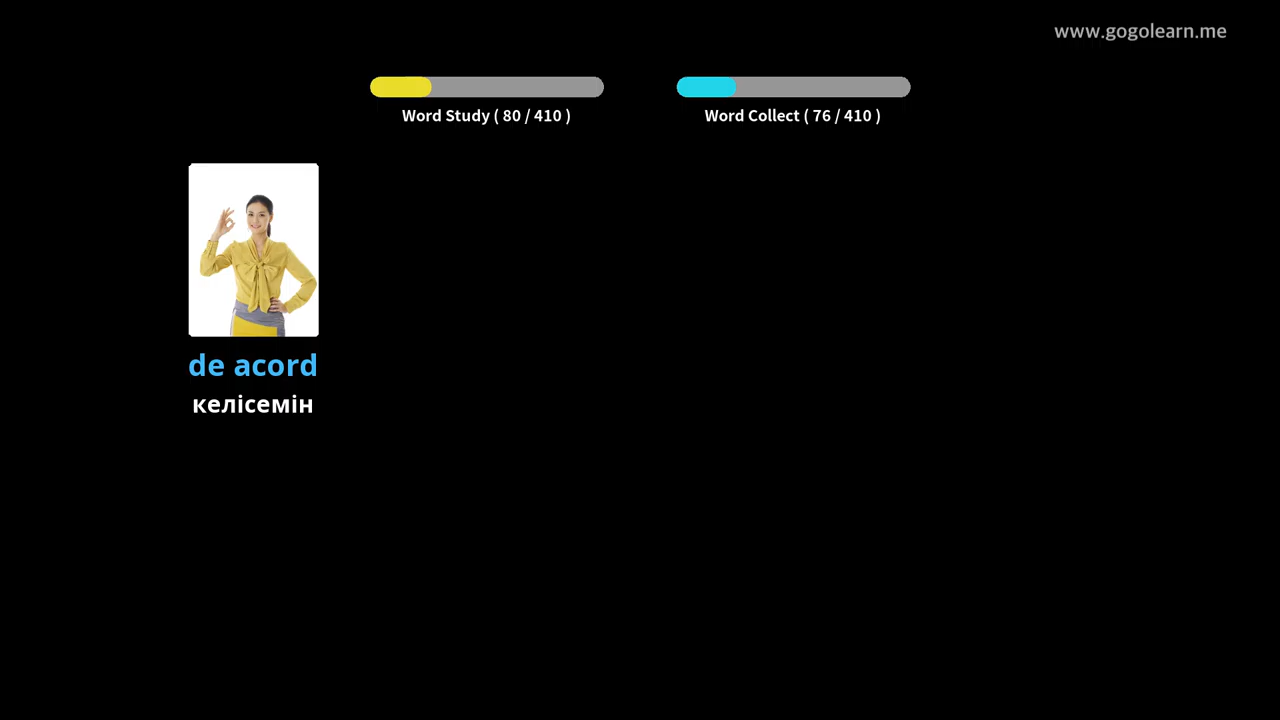 www.gogolearn.me
Word Study ( 80 / 410 )
Word Collect ( 76 / 410 )
de acord
келісемін